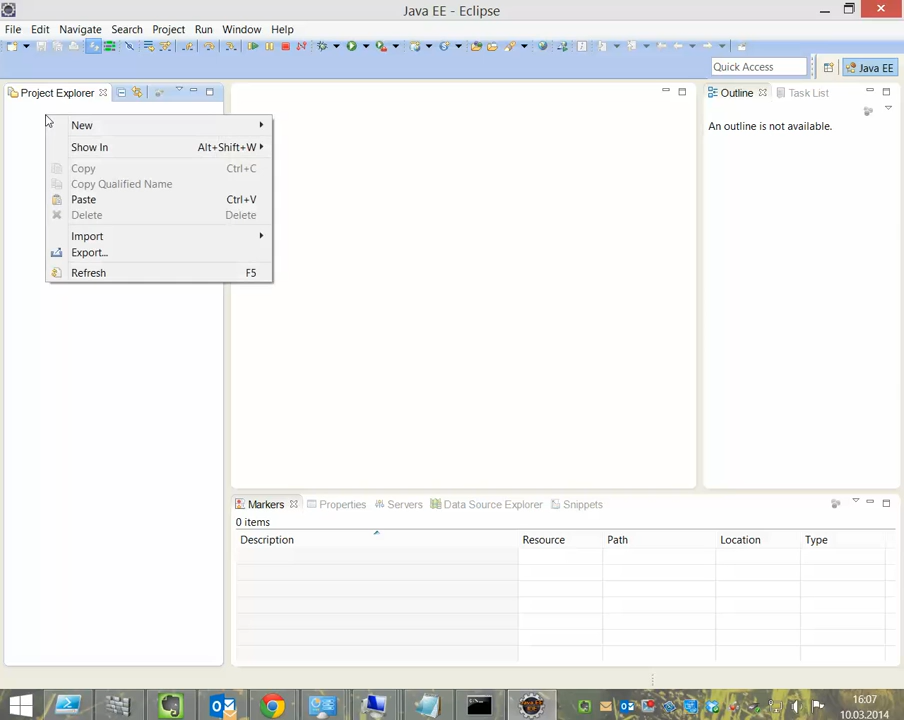 Java EE - Eclipse
File Edit Navigate Search Project Run Window Help
Quick Access
Java EE
Project Explorer
Outline
Task List
An outline is not available.
New
Show In Alt+Shift+W
Copy Ctrl+C
Copy Qualified Name
Paste Ctrl+V
Delete Delete
Import
Export...
Refresh F5
Markers Properties Servers Data Source Explorer Snippets
0 items
Description Resource Path Location Type
16:07
10.03.2014